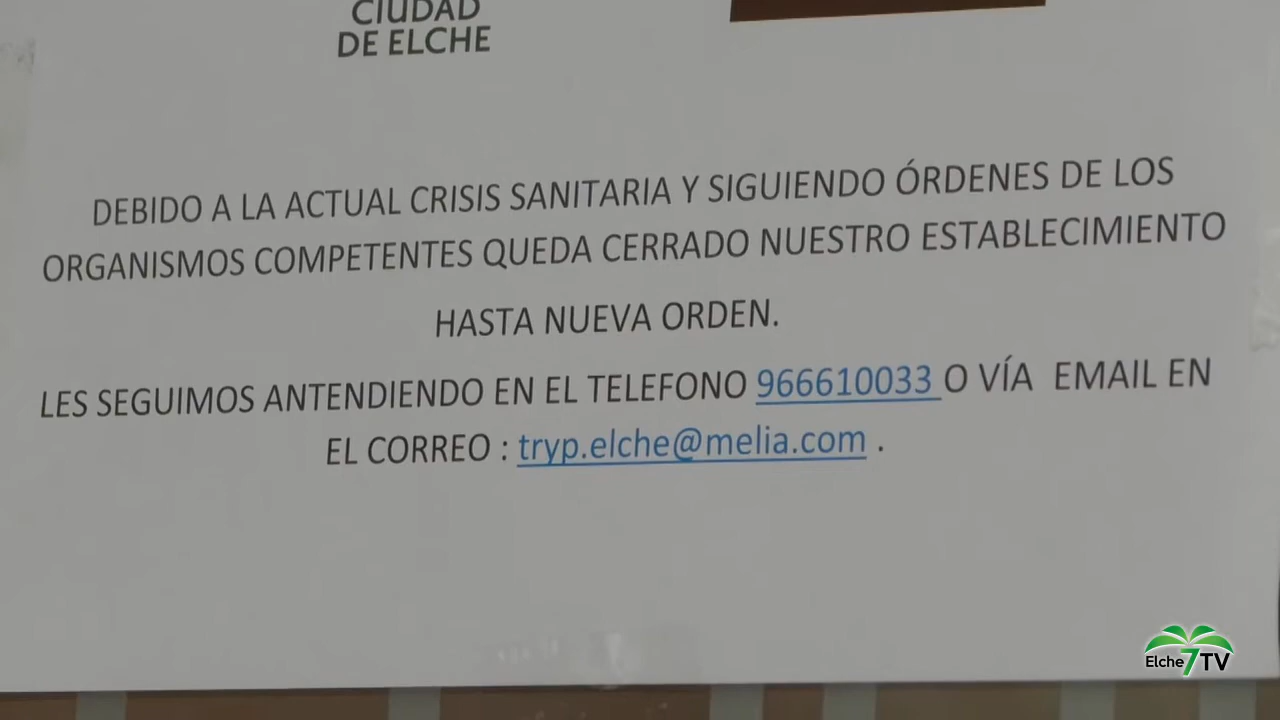 CIUDAD
DE ELCHE
DEBIDO A LA ACTUAL CRISIS SANITARIA Y SIGUIENDO ÓRDENES DE LOS
ORGANISMOS COMPETENTES QUEDA CERRADO NUESTRO ESTABLECIMIENTO
HASTA NUEVA ORDEN.
LES SEGUIMOS ANTENDIENDO EN EL TELEFONO 966610033 O VÍA EMAIL EN
EL CORREO : tryp.elche@melia.com .
Elche 7 TV